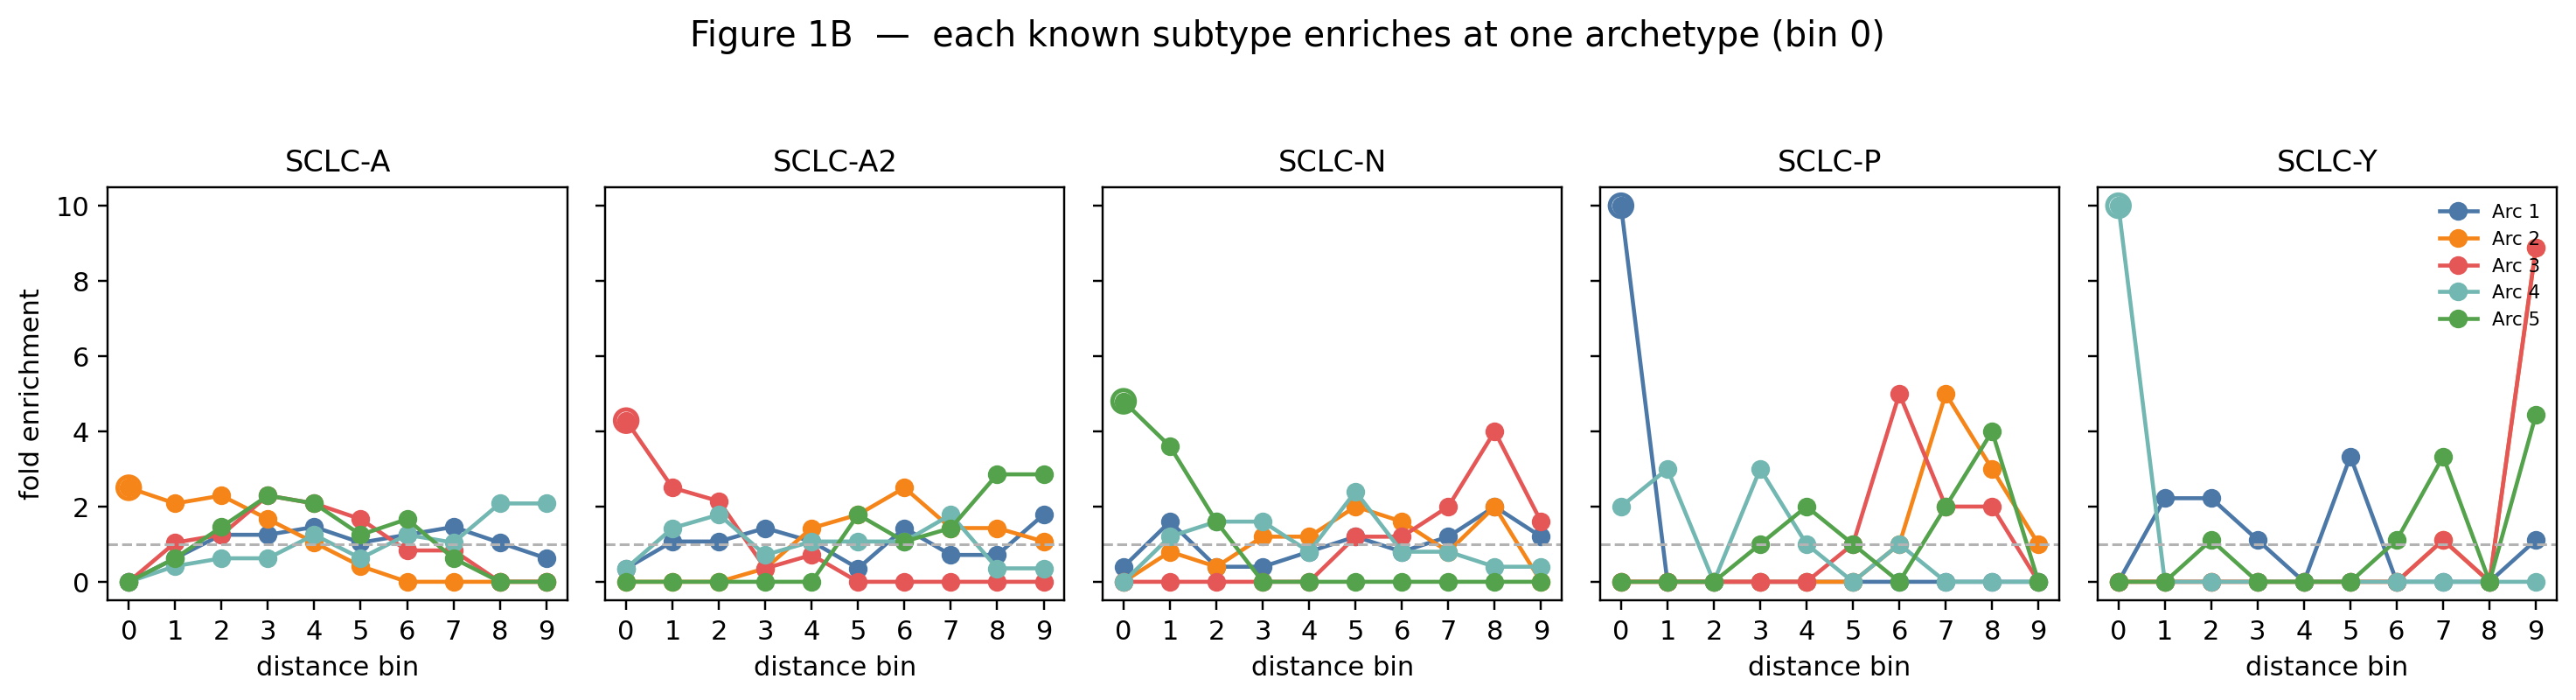 Figure 1B — each known subtype enriches at one archetype (bin 0)
SCLC-A
SCLC-A2
SCLC-N
SCLC-P
SCLC-Y
fold enrichment
10
8
6
4
2
0
Arc 1
Arc 2
Arc 3
Arc 4
Arc 5
0 1 2 3 4 5 6 7 8 9
0 1 2 3 4 5 6 7 8 9
0 1 2 3 4 5 6 7 8 9
0 1 2 3 4 5 6 7 8 9
0 1 2 3 4 5 6 7 8 9
distance bin
distance bin
distance bin
distance bin
distance bin